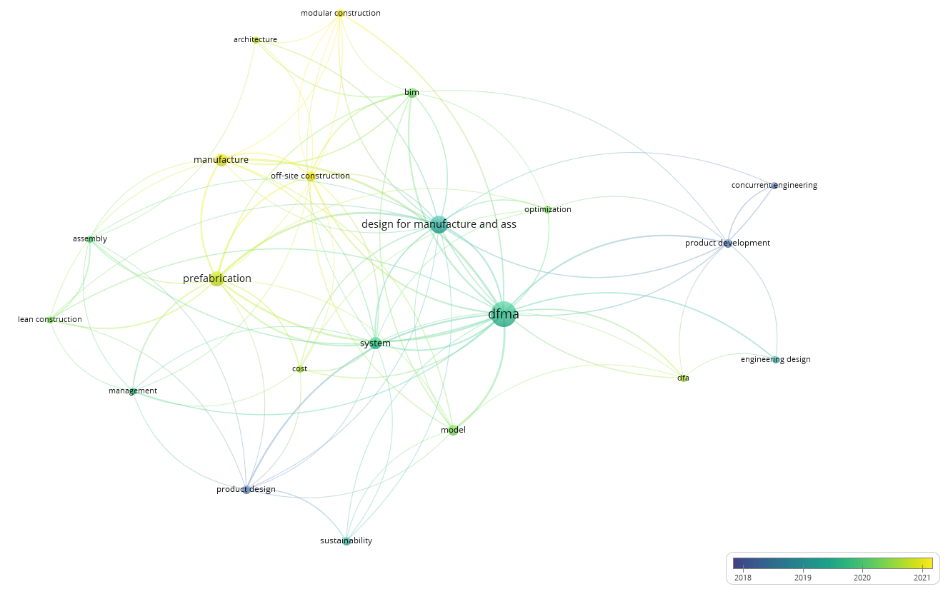 modular construction
architecture
bim
manufacture
off-site construction
concurrent engineering
optimization
design for manufacture and ass
assembly
product development
prefabrication
dfma
lean construction
system
engineering design
cost
dfa
management
model
product design
sustainability
2018 2019 2020 2021